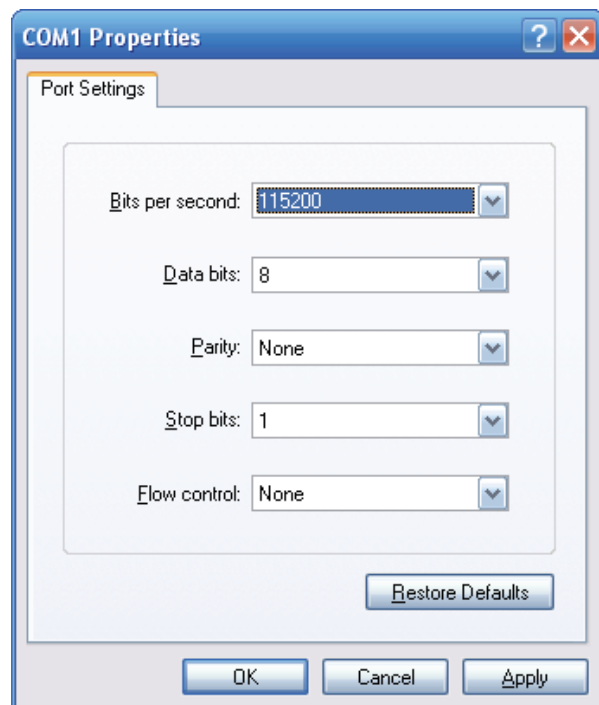 COM1 Properties
Port Settings
Bits per second: 115200
Data bits: 8
Parity: None
Stop bits: 1
Flow control: None
Restore Defaults
OK Cancel Apply